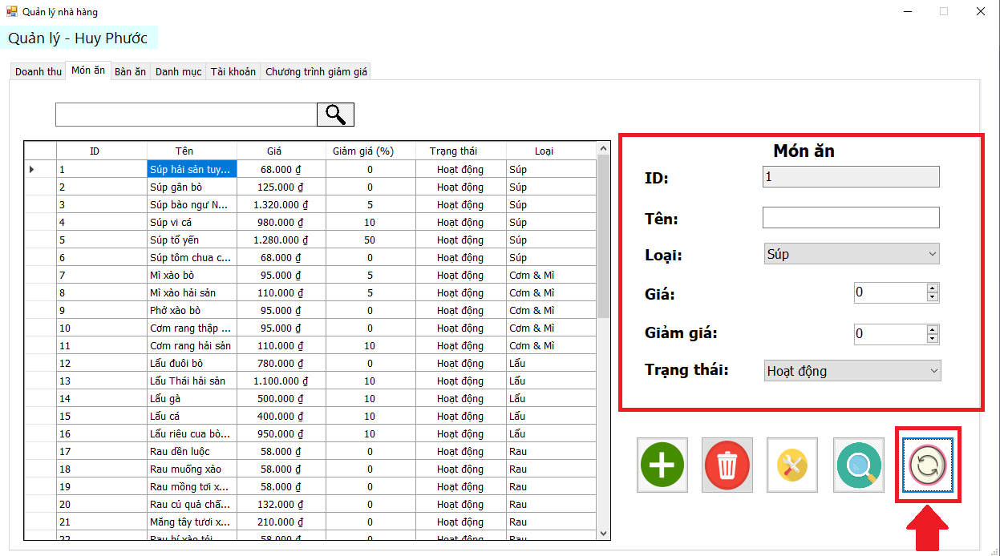 Quản lý nhà hàng
Quản lý - Huy Phước
Doanh thu Món ăn Bàn ăn Danh mục Tài khoản Chương trình giảm giá
ID Tên Giá Giảm giá (%) Trạng thái Loại
1 Súp hải sản tuy... 68.000 ₫ 0 Hoạt động Súp
2 Súp gân bò 125.000 ₫ 0 Hoạt động Súp
3 Súp bào ngư N... 1.320.000 ₫ 5 Hoạt động Súp
4 Súp vi cá 980.000 ₫ 10 Hoạt động Súp
5 Súp tổ yến 1.280.000 ₫ 50 Hoạt động Súp
6 Súp tôm chua c... 68.000 ₫ 0 Hoạt động Súp
7 Mì xào bò 95.000 ₫ 5 Hoạt động Cơm & Mì
8 Mì xào hải sản 110.000 ₫ 5 Hoạt động Cơm & Mì
9 Phở xào bò 95.000 ₫ 0 Hoạt động Cơm & Mì
10 Cơm rang thập ... 95.000 ₫ 0 Hoạt động Cơm & Mì
11 Cơm rang hải sản 110.000 ₫ 10 Hoạt động Cơm & Mì
12 Lẩu đuôi bò 780.000 ₫ 0 Hoạt động Lẩu
13 Lẩu Thái hải sản 1.100.000 ₫ 10 Hoạt động Lẩu
14 Lẩu gà 500.000 ₫ 10 Hoạt động Lẩu
15 Lẩu cá 400.000 ₫ 10 Hoạt động Lẩu
16 Lẩu riêu cua bò... 950.000 ₫ 10 Hoạt động Lẩu
17 Rau dền luộc 58.000 ₫ 0 Hoạt động Rau
18 Rau muống xào 58.000 ₫ 0 Hoạt động Rau
19 Rau mồng tơi x... 58.000 ₫ 0 Hoạt động Rau
20 Rau củ quả chấ... 132.000 ₫ 0 Hoạt động Rau
21 Măng tây tươi x... 210.000 ₫ 0 Hoạt động Rau
22 Rau bí xào tỏi 58.000 ₫ 0 Hoạt động Rau
Món ăn
ID: 1
Tên:
Loại: Súp
Giá: 0
Giảm giá: 0
Trạng thái: Hoạt động